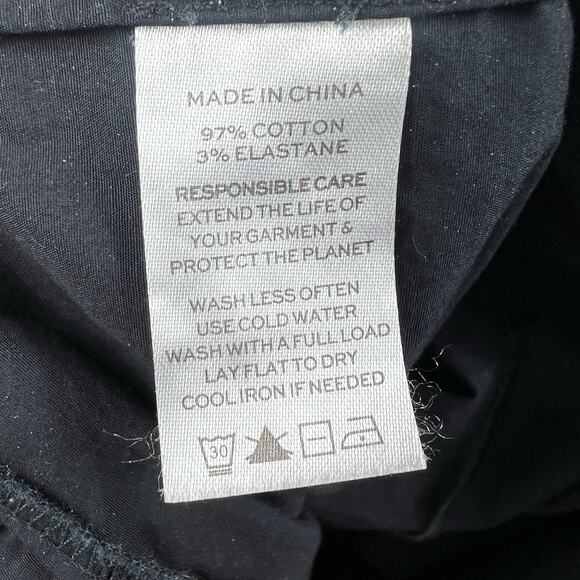 MADE IN CHINA
97% COTTON
3% ELASTANE
RESPONSIBLE CARE
EXTEND THE LIFE OF
YOUR GARMENT &
PROTECT THE PLANET
WASH LESS OFTEN
USE COLD WATER
WASH WITH A FULL LOAD
LAY FLAT TO DRY
COOL IRON IF NEEDED
30